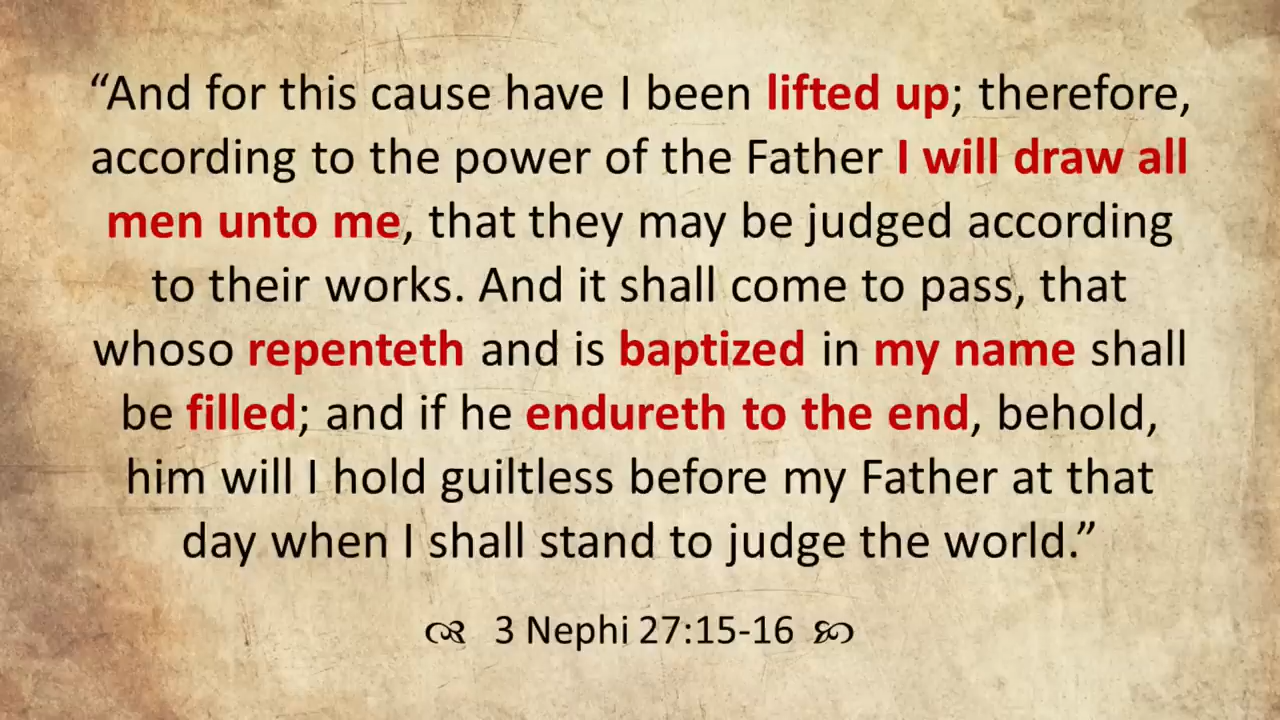 “And for this cause have I been lifted up; therefore,
according to the power of the Father I will draw all
men unto me, that they may be judged according
to their works. And it shall come to pass, that
whoso repenteth and is baptized in my name shall
be filled; and if he endureth to the end, behold,
him will I hold guiltless before my Father at that
day when I shall stand to judge the world.”
3 Nephi 27:15-16